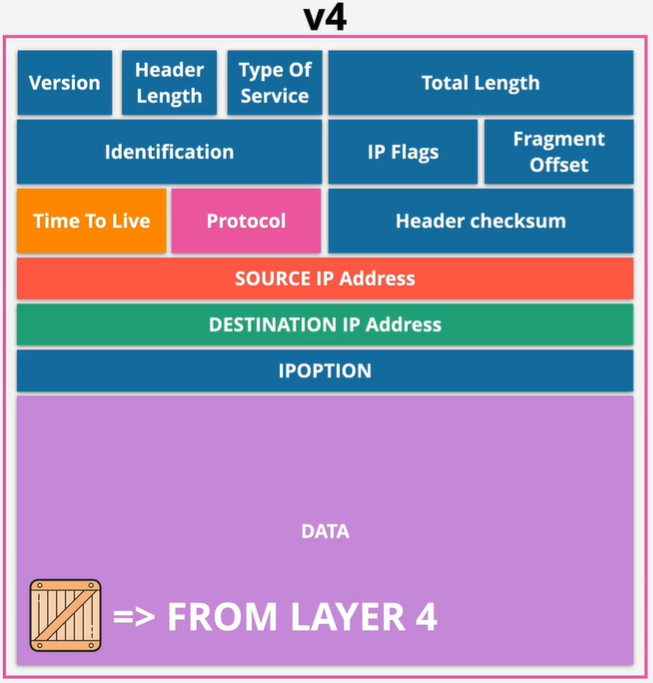 v4
Version
Header
Length
Type Of
Service
Total Length
Identification
IP Flags
Fragment
Offset
Time To Live
Protocol
Header checksum
SOURCE IP Address
DESTINATION IP Address
IPOPTION
DATA
=> FROM LAYER 4